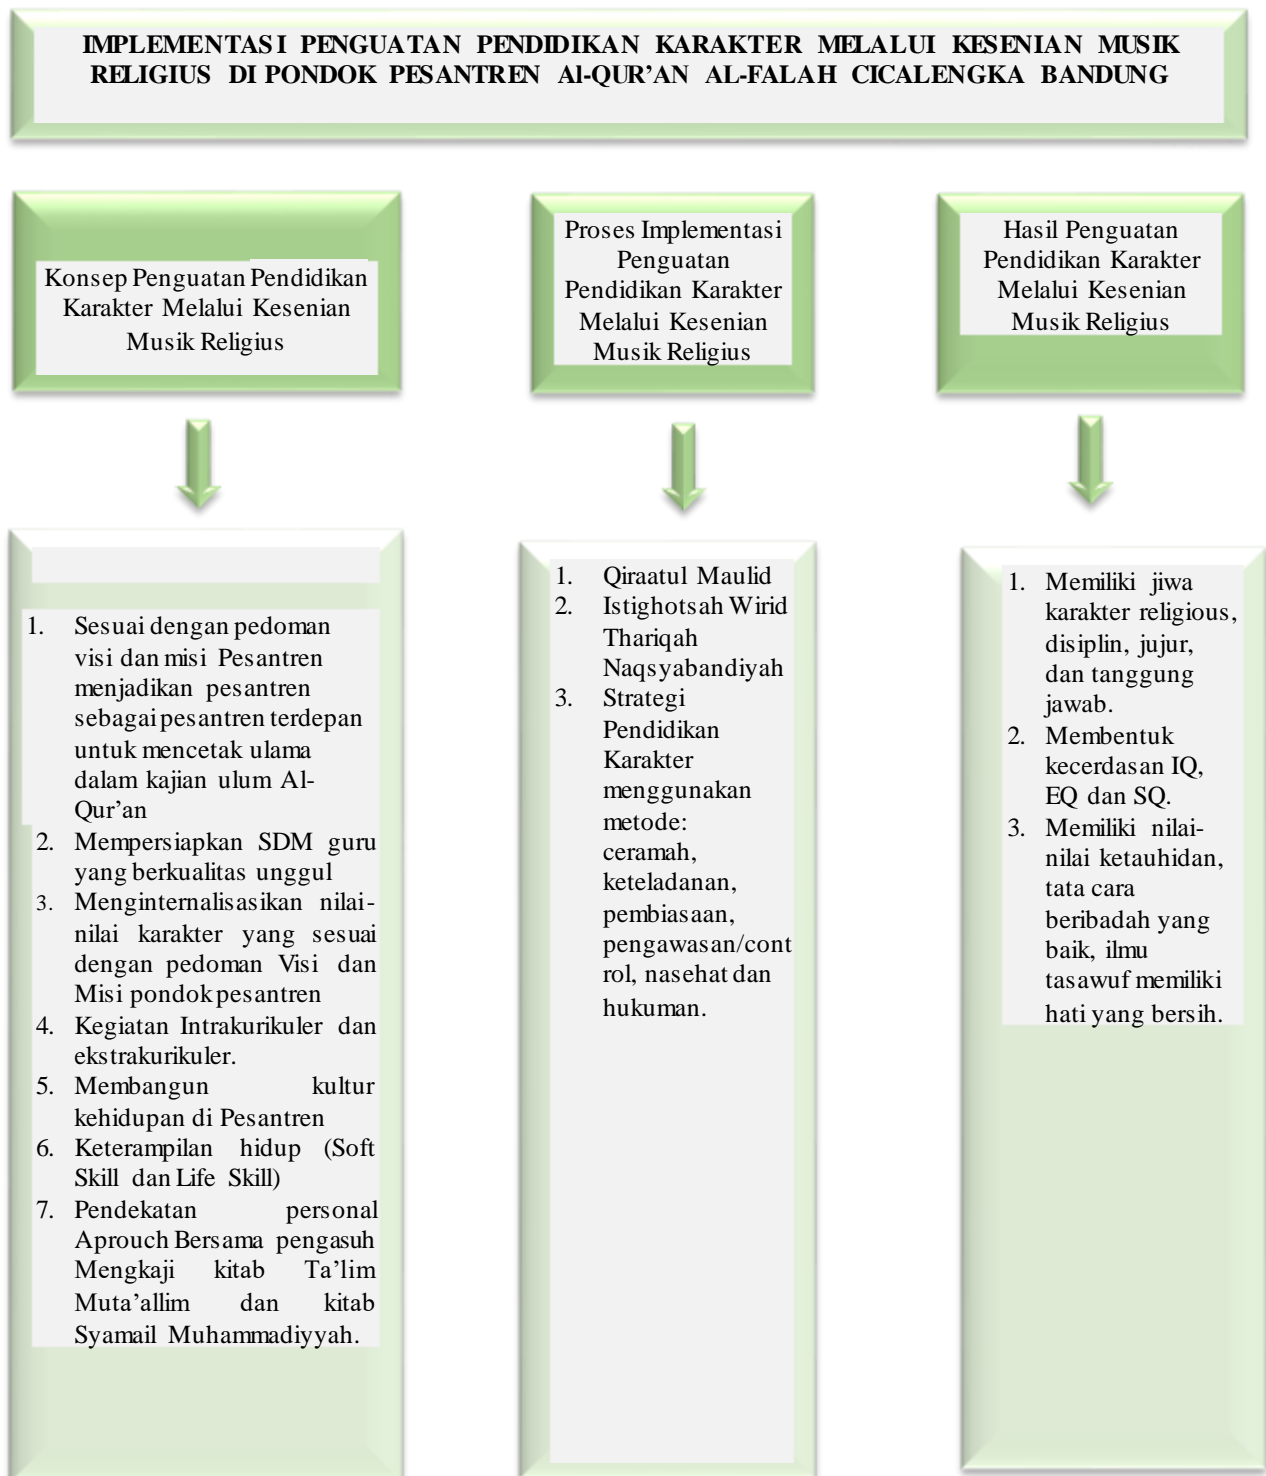 IMPLEMENTASI PENGUATAN PENDIDIKAN KARAKTER MELALUI KESENIAN MUSIK
RELIGIUS DI PONDOK PESANTREN Al-QUR’AN AL-FALAH CICALENGKA BANDUNG
Konsep Penguatan Pendidikan
Karakter Melalui Kesenian
Musik Religius
Proses Implementasi
Penguatan
Pendidikan Karakter
Melalui Kesenian
Musik Religius
Hasil Penguatan
Pendidikan Karakter
Melalui Kesenian
Musik Religius
1. Sesuai dengan pedoman
visi dan misi Pesantren
menjadikan pesantren
sebagai pesantren terdepan
untuk mencetak ulama
dalam kajian ulum Al-
Qur’an
2. Mempersiapkan SDM guru
yang berkualitas unggul
3. Menginternalisasikan nilai-
nilai karakter yang sesuai
dengan pedoman Visi dan
Misi pondok pesantren
4. Kegiatan Intrakurikuler dan
ekstrakurikuler.
5. Membangun kultur
kehidupan di Pesantren
6. Keterampilan hidup (Soft
Skill dan Life Skill)
7. Pendekatan personal
Aprouch Bersama pengasuh
Mengkaji kitab Ta’lim
Muta’allim dan kitab
Syamail Muhammadiyyah.
1. Qiraatul Maulid
2. Istighotsah Wirid
Thariqah
Naqsyabandiyah
3. Strategi
Pendidikan
Karakter
menggunakan
metode:
ceramah,
keteladanan,
pembiasaan,
pengawasan/cont
rol, nasehat dan
hukuman.
1. Memiliki jiwa
karakter religious,
disiplin, jujur,
dan tanggung
jawab.
2. Membentuk
kecerdasan IQ,
EQ dan SQ.
3. Memiliki nilai-
nilai ketauhidan,
tata cara
beribadah yang
baik, ilmu
tasawuf memiliki
hati yang bersih.